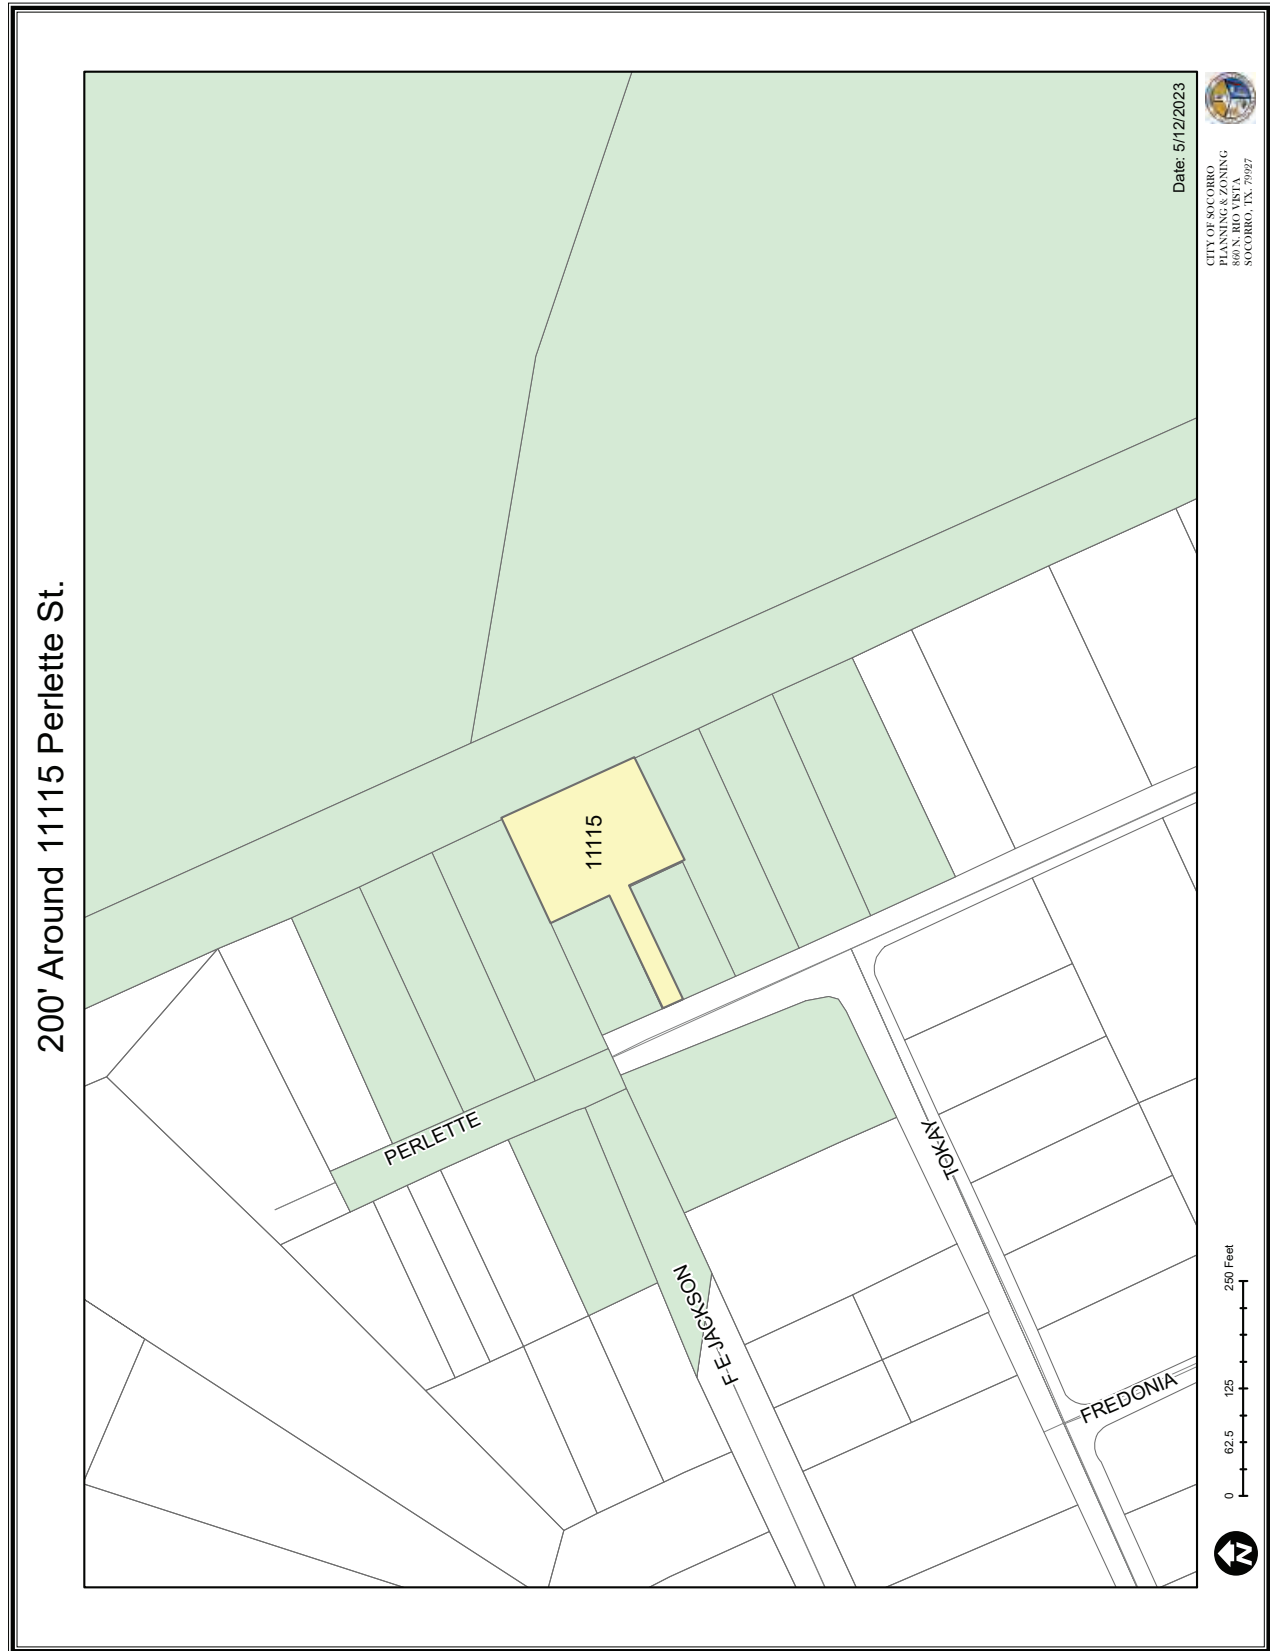 200' Around 11115 Perlette St.
11115
PERLETTE
F E JACKSON
TOKAY
FREDONIA
Date: 5/12/2023
0 62.5 125 250 Feet
N
CITY OF SOCORRO
PLANNING & ZONING
860 N. RIO VISTA
SOCORRO, TX. 79927